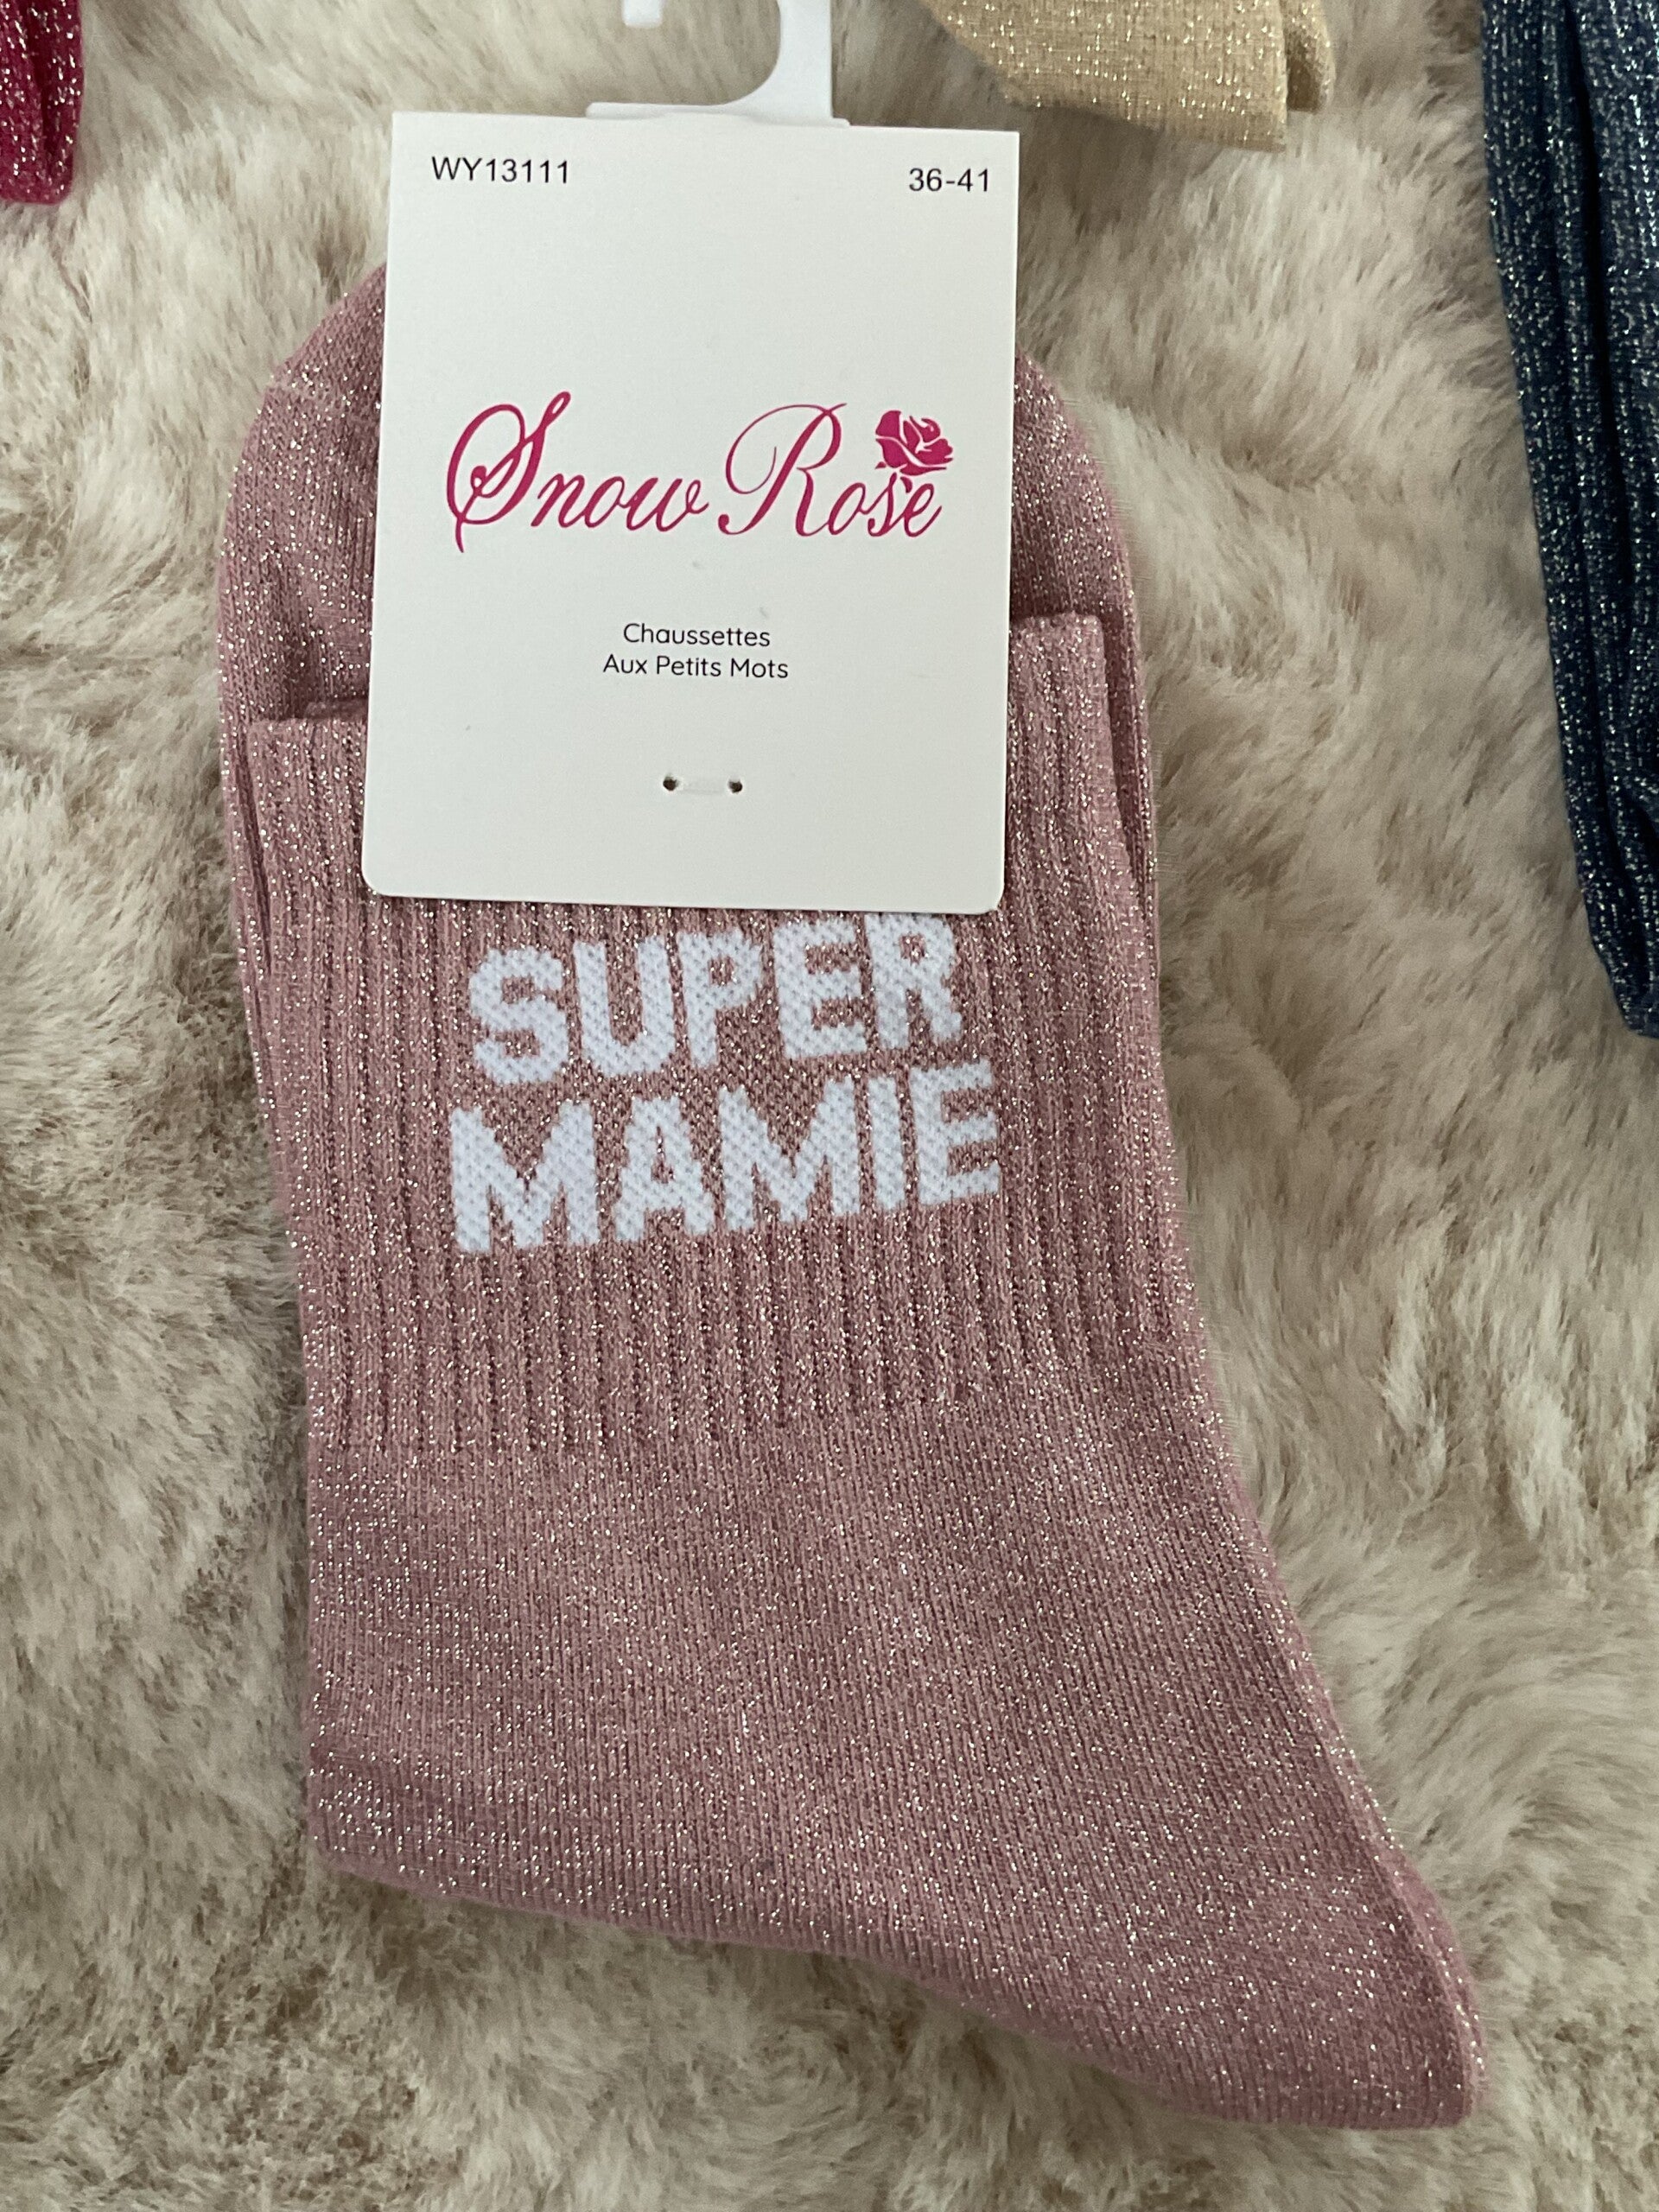 WY13111 36-41
Snow Rose
Chaussettes
Aux Petits Mots
SUPER
MAMIE